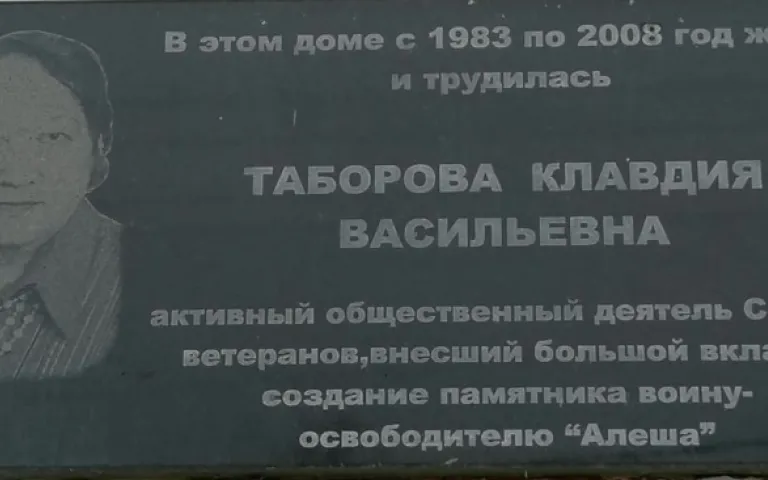 В этом доме с 1983 по 2008 год ж
и трудилась
ТАБОРОВА КЛАВДИЯ
ВАСИЛЬЕВНА
активный общественный деятель С
ветеранов,внесший большой вкла
создание памятника воину-
освободителю “Алеша”